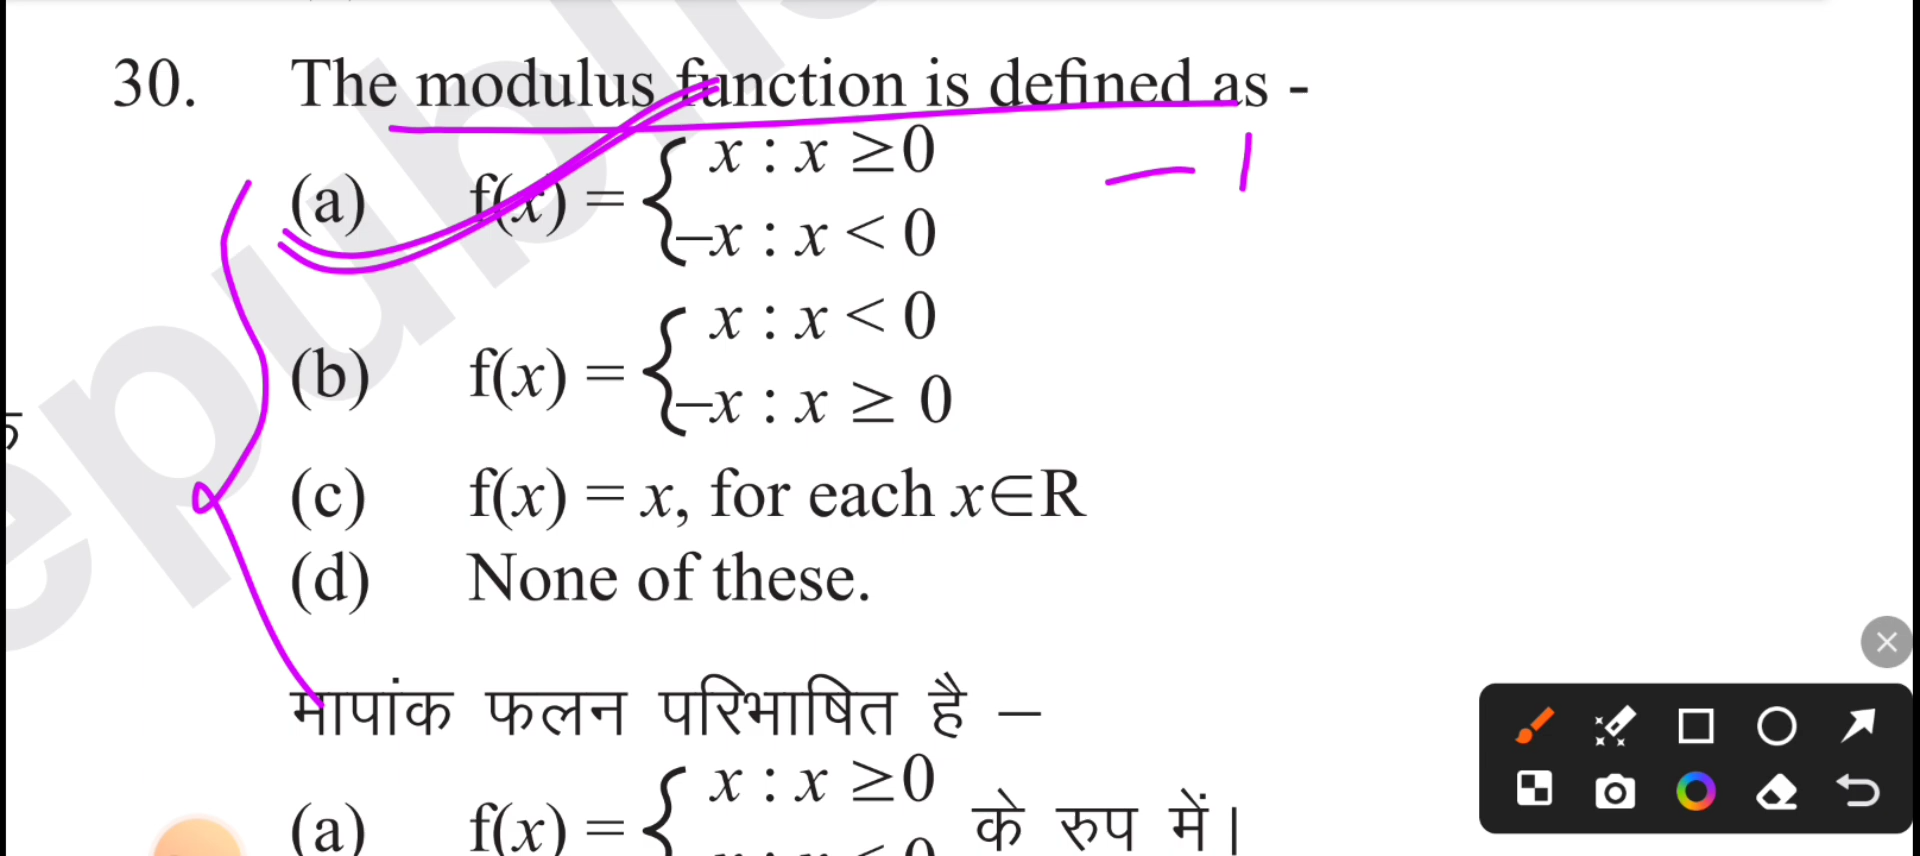 30. The modulus function is defined as -
(a) f(x) = { x : x ≥0
–x : x < 0
(b) f(x) = { x : x < 0
–x : x ≥ 0
(c) f(x) = x, for each x∈R
(d) None of these.
मापांक फलन परिभाषित है –
(a) f(x) = { x : x ≥0 के रुप में।